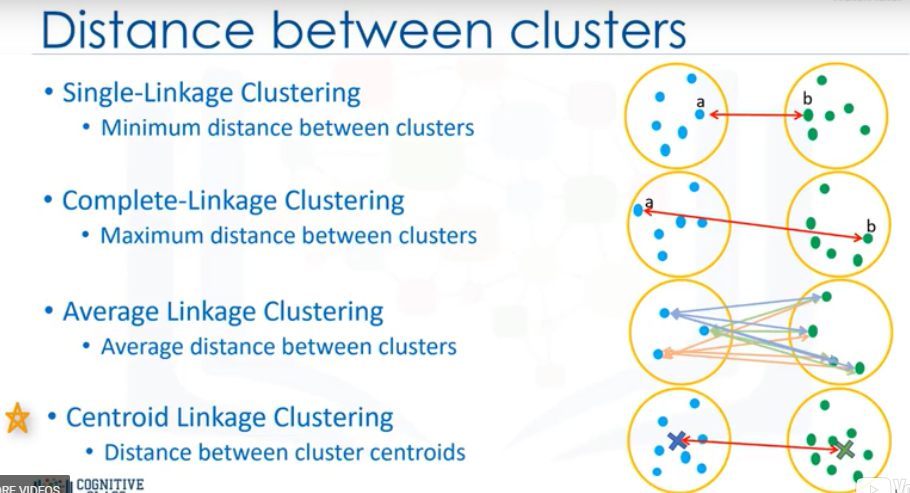 Distance between clusters
• Single-Linkage Clustering
• Minimum distance between clusters
a
b
• Complete-Linkage Clustering
• Maximum distance between clusters
a
b
• Average Linkage Clustering
• Average distance between clusters
• Centroid Linkage Clustering
• Distance between cluster centroids
RE VIDEOS
COGNITIVE